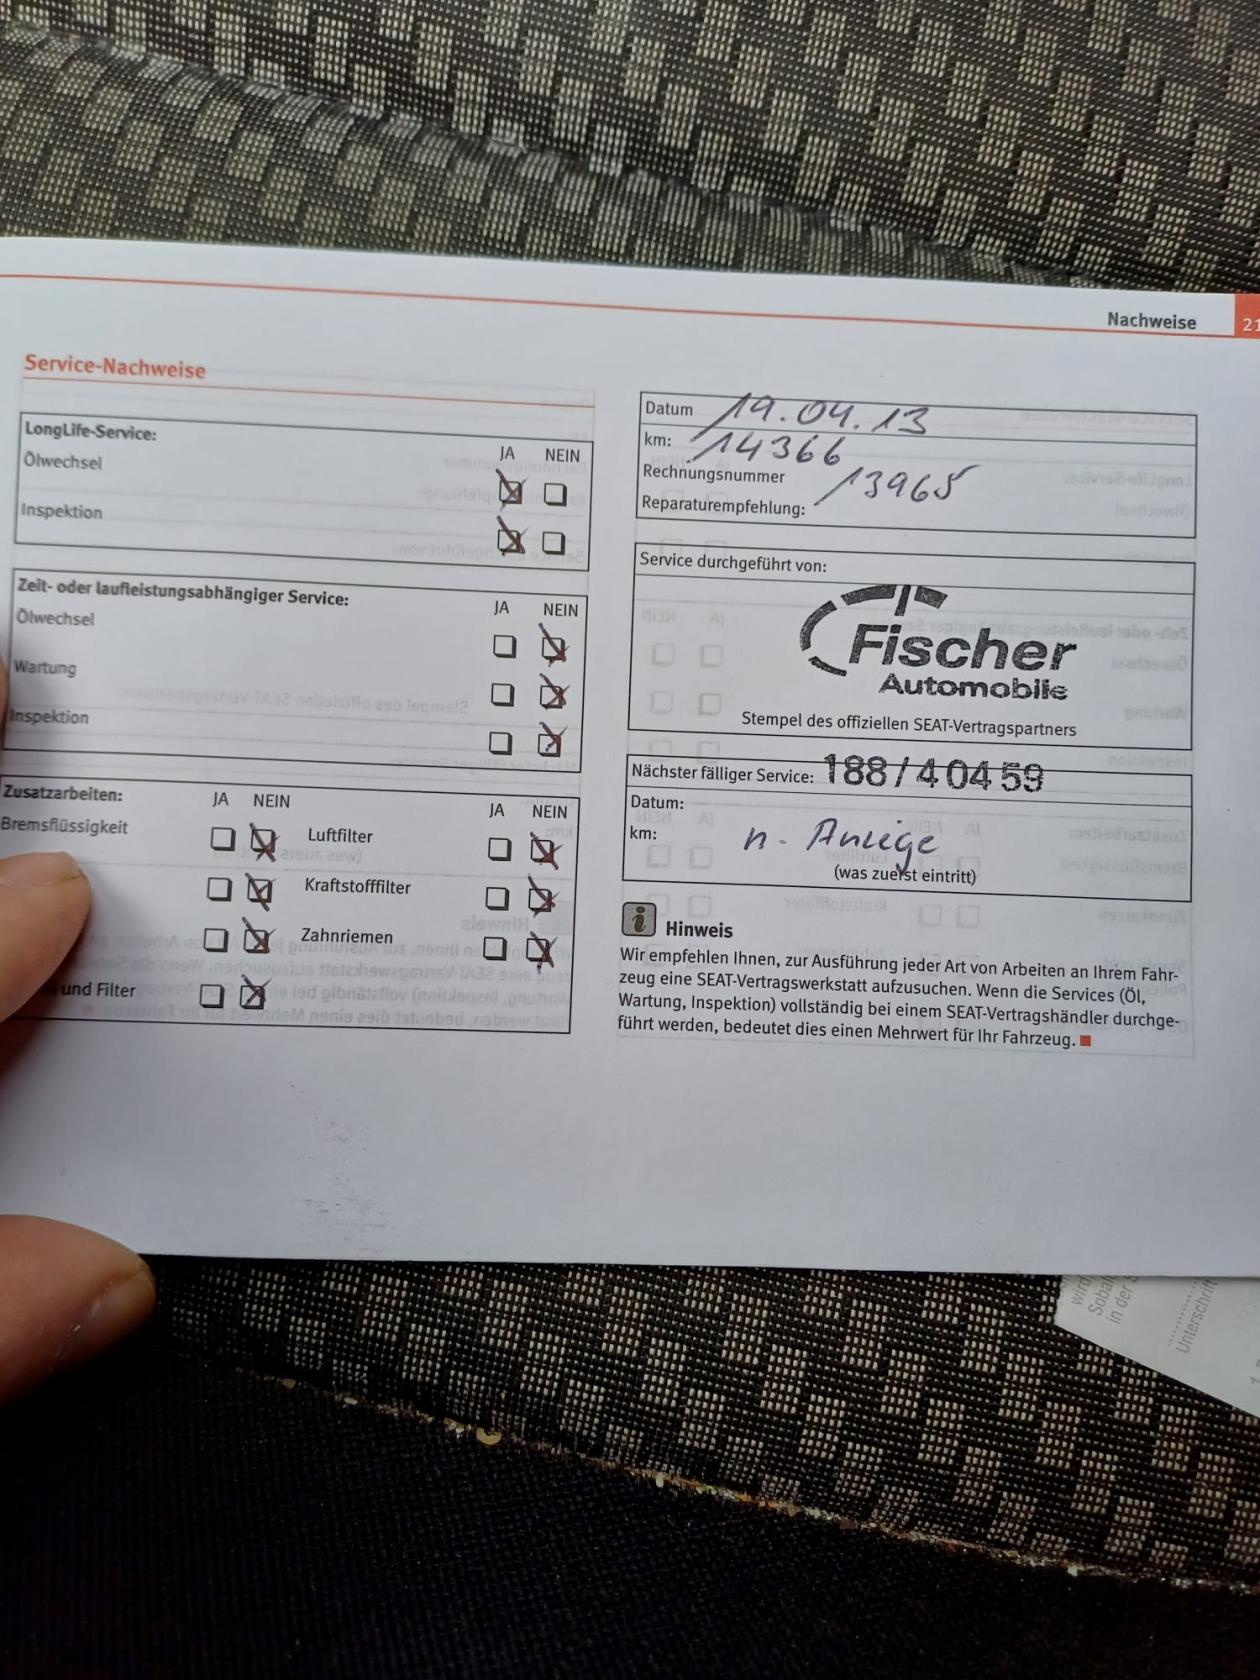 Nachweise 21
Service-Nachweise
LongLife-Service:
JA NEIN
Ölwechsel
Inspektion
Zeit- oder laufleistungsabhängiger Service:
JA NEIN
Ölwechsel
Wartung
Inspektion
Zusatzarbeiten:
JA NEIN JA NEIN
Bremsflüssigkeit Luftfilter
Kraftstofffilter
Zahnriemen
und Filter
Datum 19.04.13
km: 14366
Rechnungsnummer 13965
Reparaturempfehlung:
Service durchgeführt von:
Fischer
Automobile
Stempel des offiziellen SEAT-Vertragspartners
Nächster fälliger Service: 188/40459
Datum:
km: n. Anzeige
(was zuerst eintritt)
Hinweis
Wir empfehlen Ihnen, zur Ausführung jeder Art von Arbeiten an Ihrem Fahr-
zeug eine SEAT-Vertragswerkstatt aufzusuchen. Wenn die Services (Öl,
Wartung, Inspektion) vollständig bei einem SEAT-Vertragshändler durchge-
führt werden, bedeutet dies einen Mehrwert für Ihr Fahrzeug.
wird
in der
Unterschrift